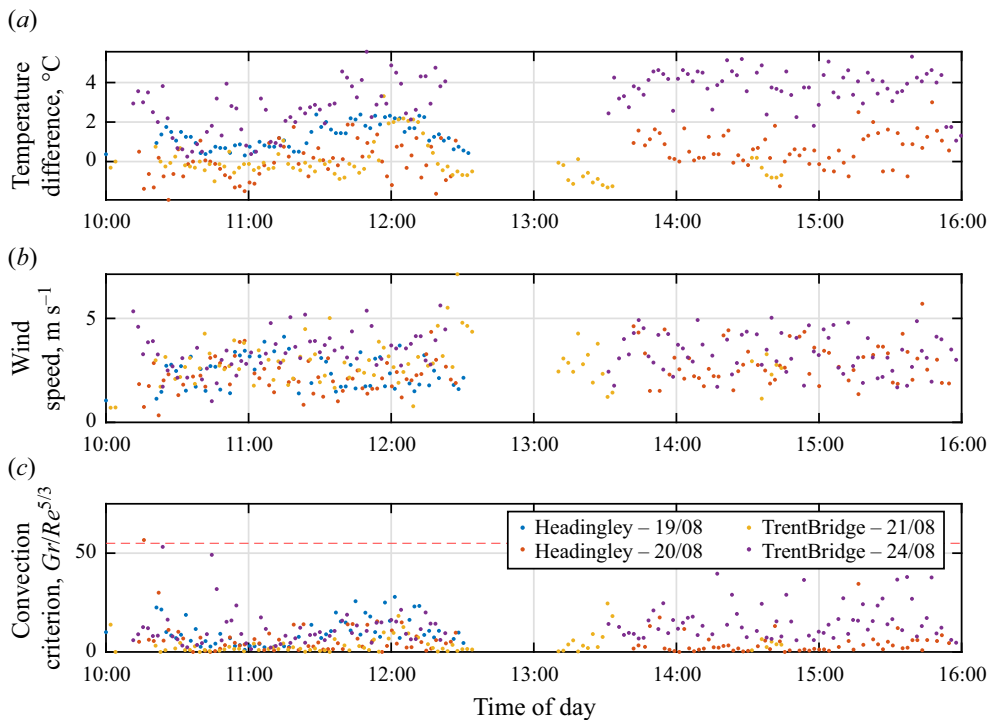 (a)
Temperature
difference, °C
4
2
0
10:00 11:00 12:00 13:00 14:00 15:00 16:00
(b)
Wind
speed, m s−1
5
0
10:00 11:00 12:00 13:00 14:00 15:00 16:00
(c)
Convection
criterion, Gr/Re5/3
50
0
Headingley – 19/08 TrentBridge – 21/08
Headingley – 20/08 TrentBridge – 24/08
10:00 11:00 12:00 13:00 14:00 15:00 16:00
Time of day